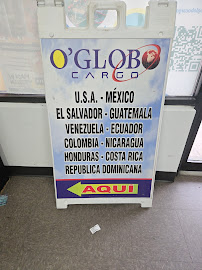 O'GLOBO
CARGO
U.S.A. - MÉXICO
EL SALVADOR - GUATEMALA
VENEZUELA - ECUADOR
COLOMBIA - NICARAGUA
HONDURAS - COSTA RICA
REPUBLICA DOMINICANA
AQUI